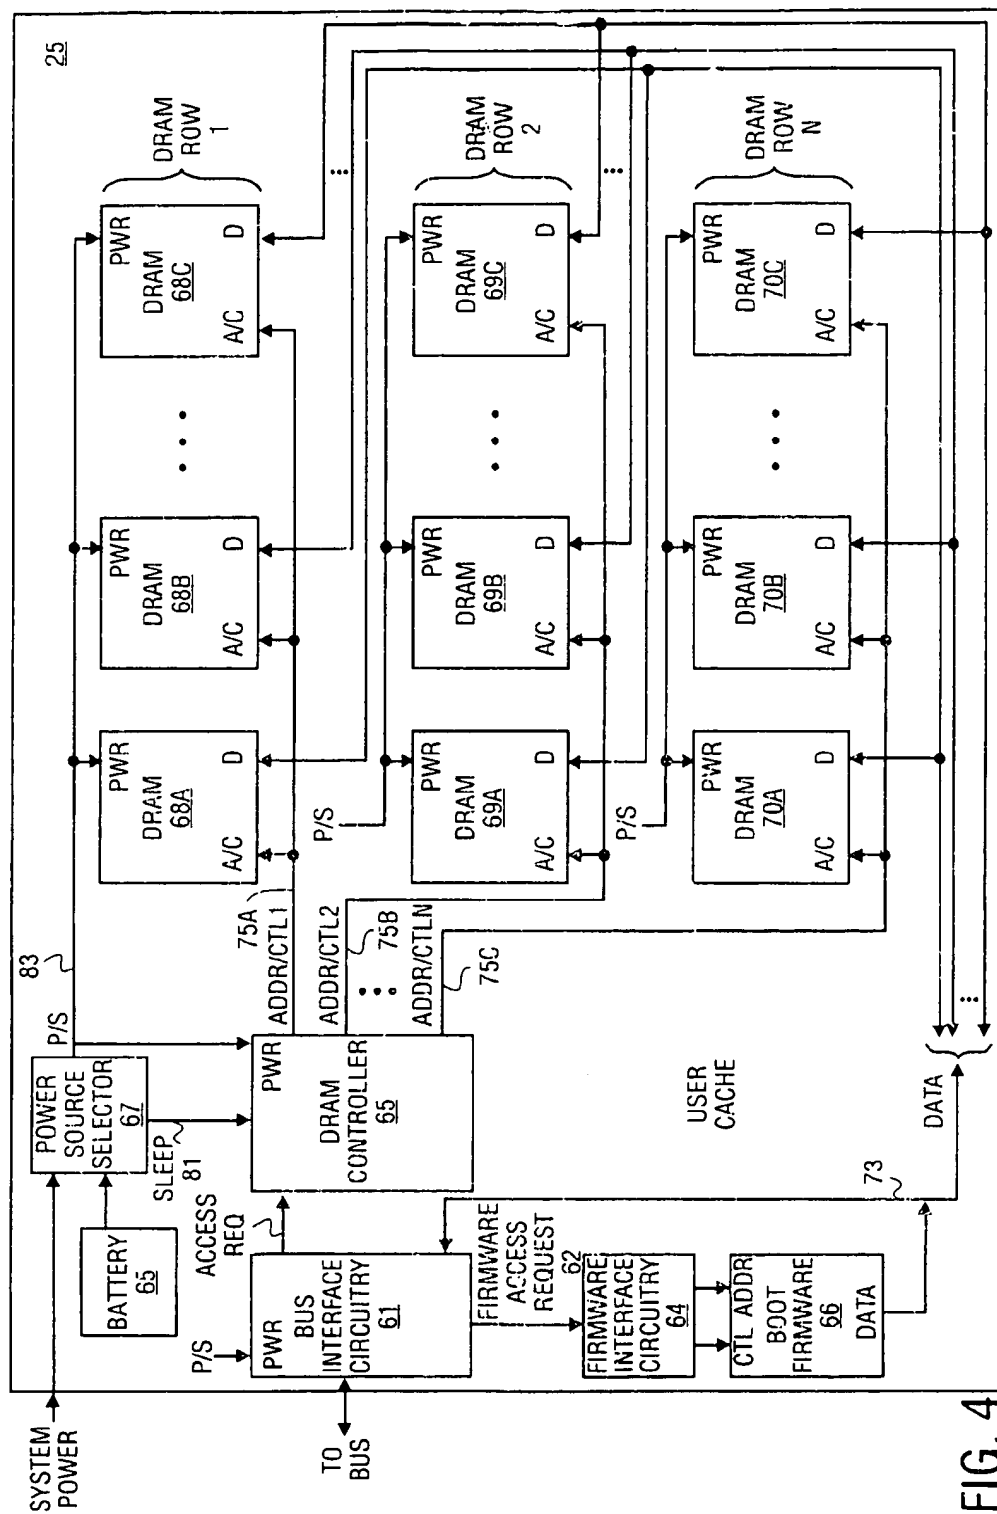 SYSTEM
POWER
25
BATTERY
65
POWER
SOURCE
SELECTOR
67
P/S
83
SLEEP
81
P/S
TO
BUS
PWR
BUS
INTERFACE
CIRCUITRY
61
ACCESS
REQ
PWR
DRAM
CONTROLLER
65
75A
ADDR/CTL1
ADDR/CTL2
75B
ADDR/CTLN
75C
FIRMWARE
ACCESS
REQUEST
62
FIRMWARE
INTERFACE
CIRCUITRY
64
CTL ADDR
BOOT
FIRMWARE
66
DATA
73
USER
CACHE
DATA
PWR
DRAM
68A
A/C D
PWR
DRAM
68B
A/C D
PWR
DRAM
68C
A/C D
DRAM
ROW
1
P/S
PWR
DRAM
69A
A/C D
PWR
DRAM
69B
A/C D
PWR
DRAM
69C
A/C D
DRAM
ROW
2
P/S
PWR
DRAM
70A
A/C D
PWR
DRAM
70B
A/C D
PWR
DRAM
70C
A/C D
DRAM
ROW
N
FIG. 4